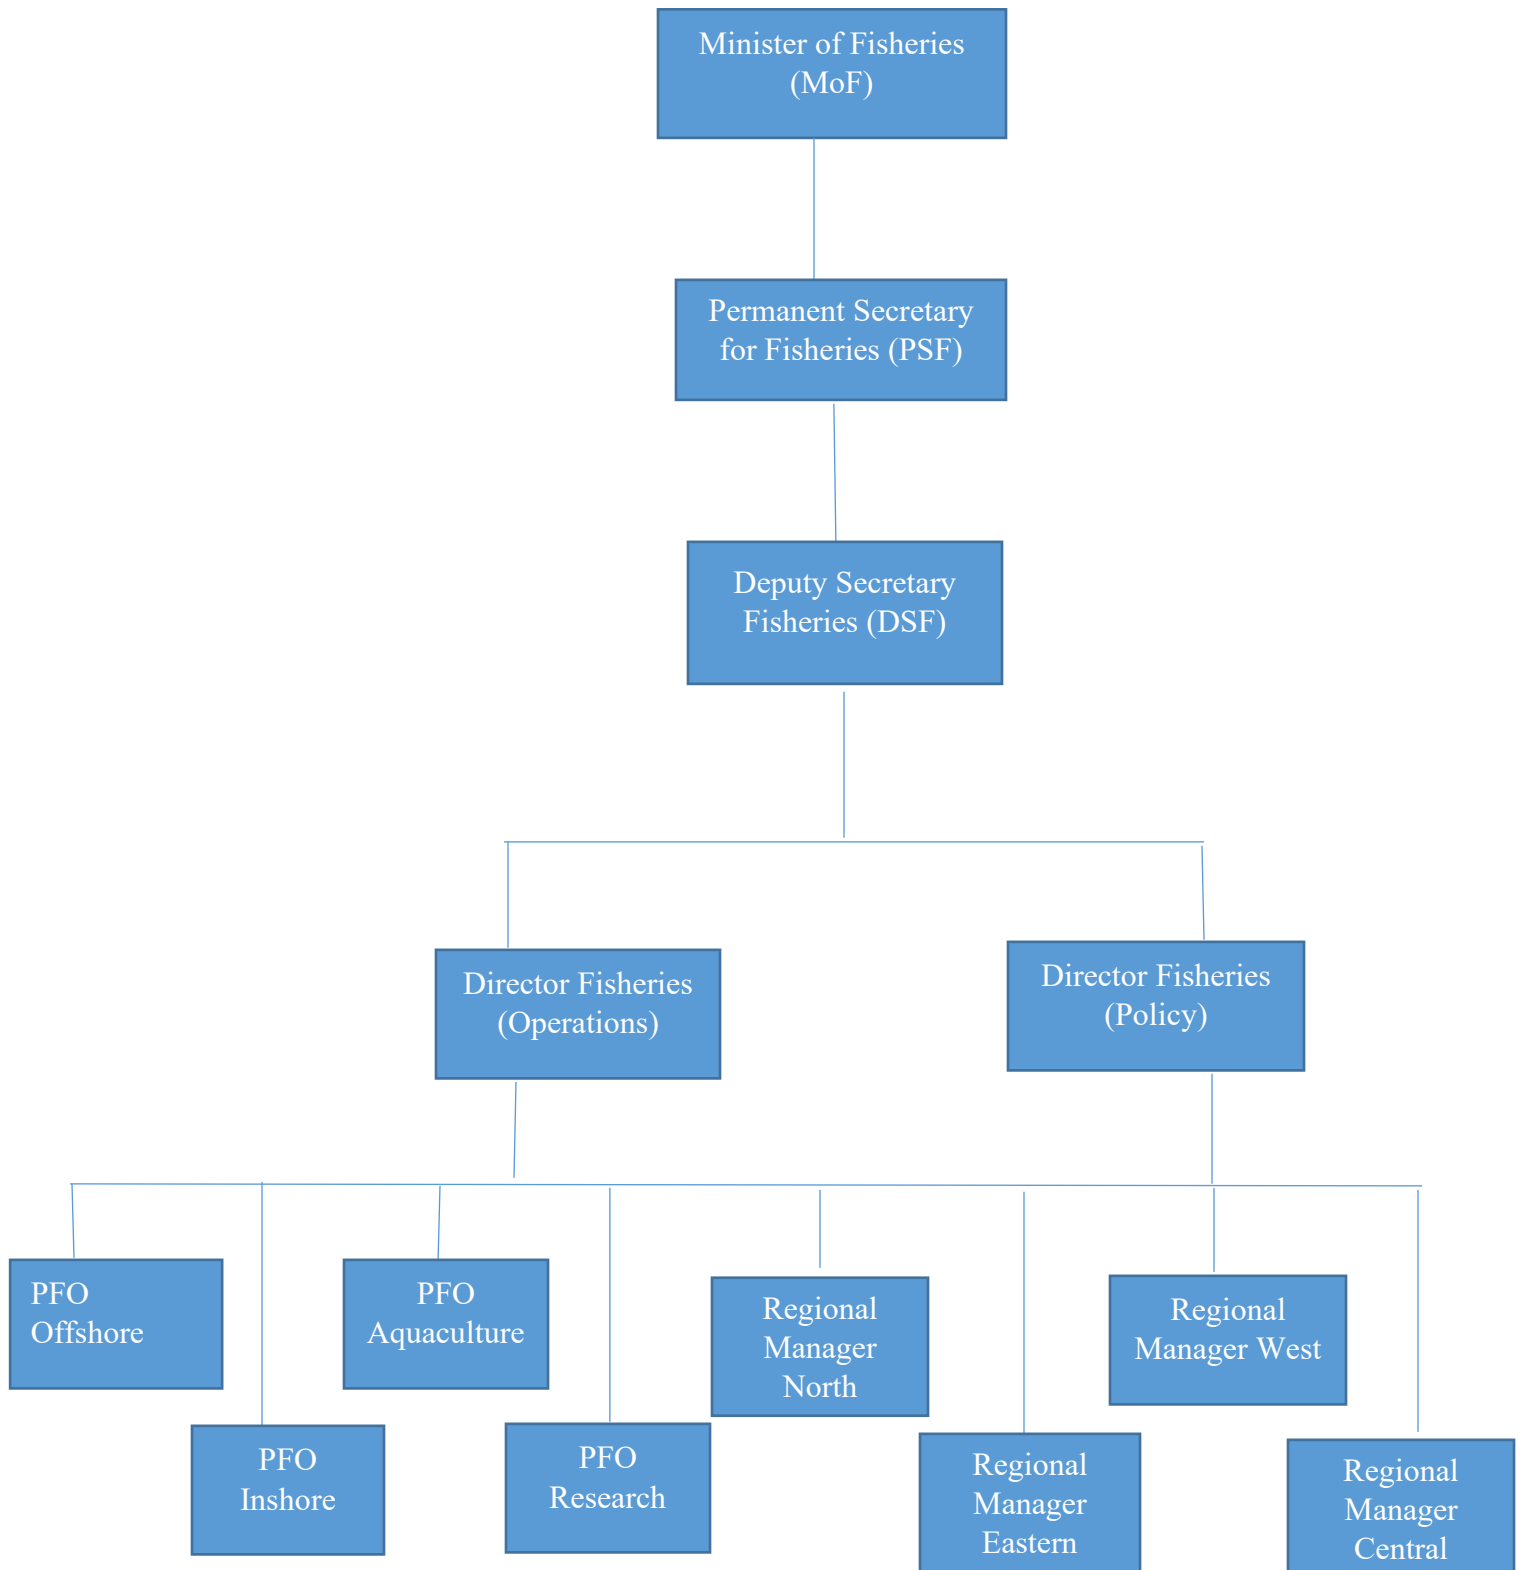 Minister of Fisheries
(MoF)
Permanent Secretary
for Fisheries (PSF)
Deputy Secretary
Fisheries (DSF)
Director Fisheries
(Operations)
Director Fisheries
(Policy)
PFO
Offshore
PFO
Aquaculture
Regional
Manager
North
Regional
Manager West
PFO
Inshore
PFO
Research
Regional
Manager
Eastern
Regional
Manager
Central